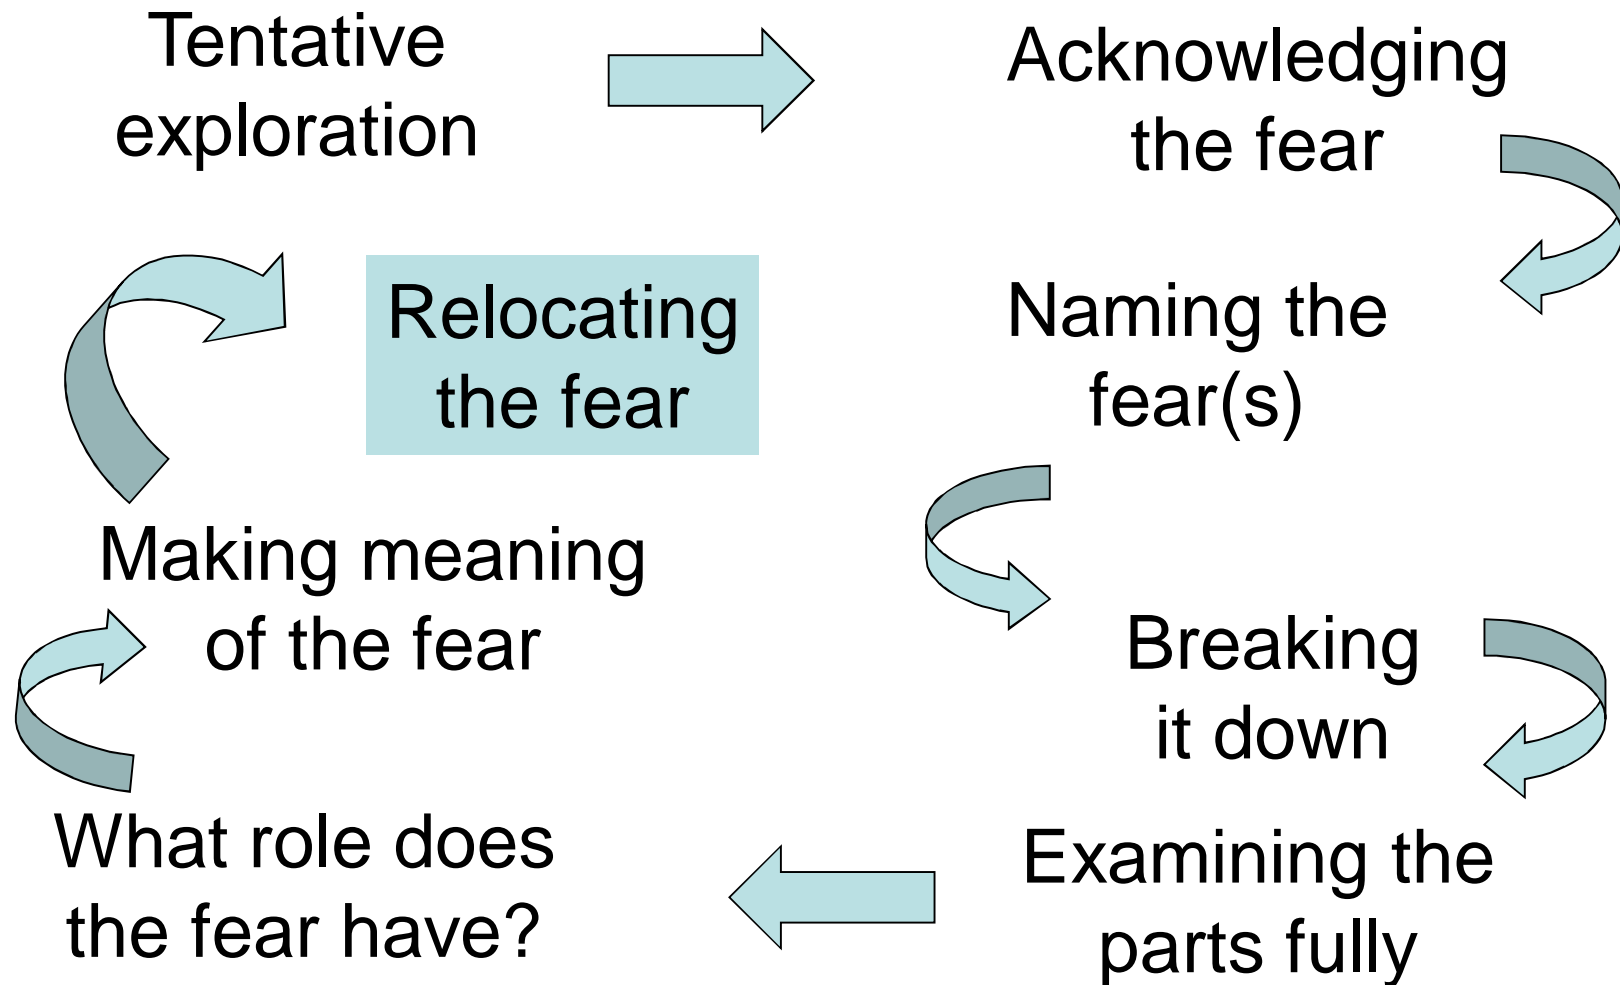 Tentative
exploration
Acknowledging
the fear
Naming the
fear(s)
Breaking
it down
Examining the
parts fully
What role does
the fear have?
Making meaning
of the fear
Relocating
the fear